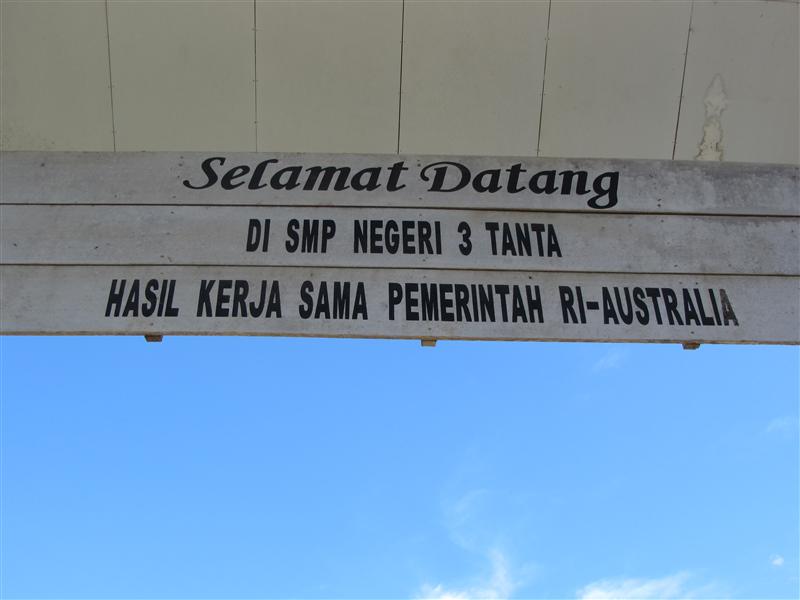 Selamat Datang
DI SMP NEGERI 3 TANTA
HASIL KERJA SAMA PEMERINTAH RI-AUSTRALIA